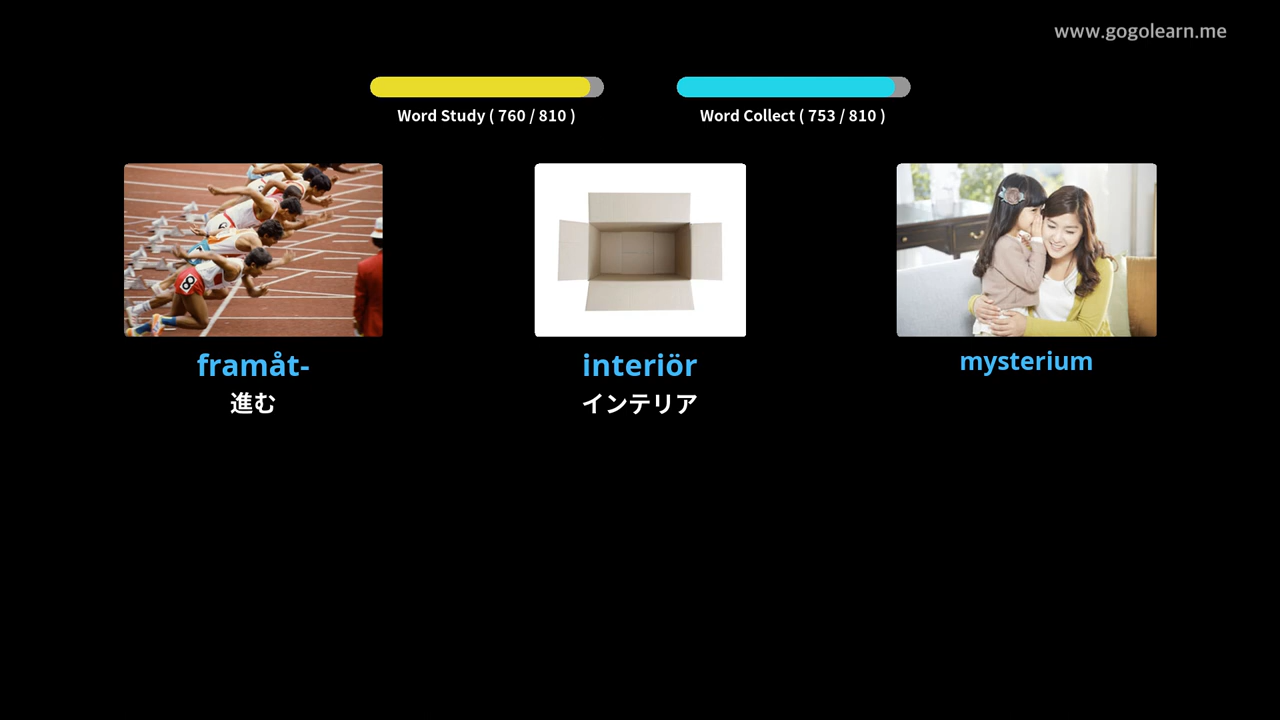 www.gogolearn.me
Word Study ( 760 / 810 )
Word Collect ( 753 / 810 )
8
framåt-
進む
interiör
インテリア
mysterium